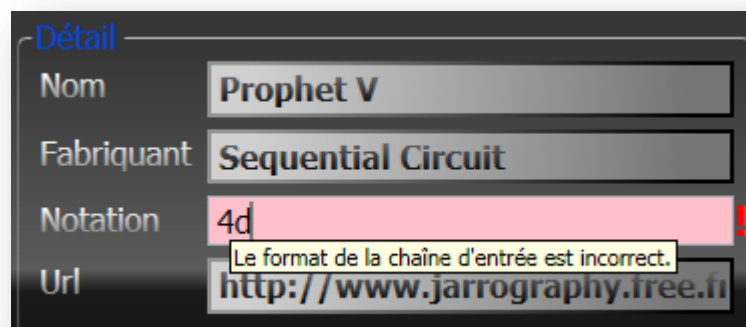 Détail
Nom Prophet V
Fabriquant Sequential Circuit
Notation 4d !
Le format de la chaîne d'entrée est incorrect.
Url http://www.jarrography.free.fr